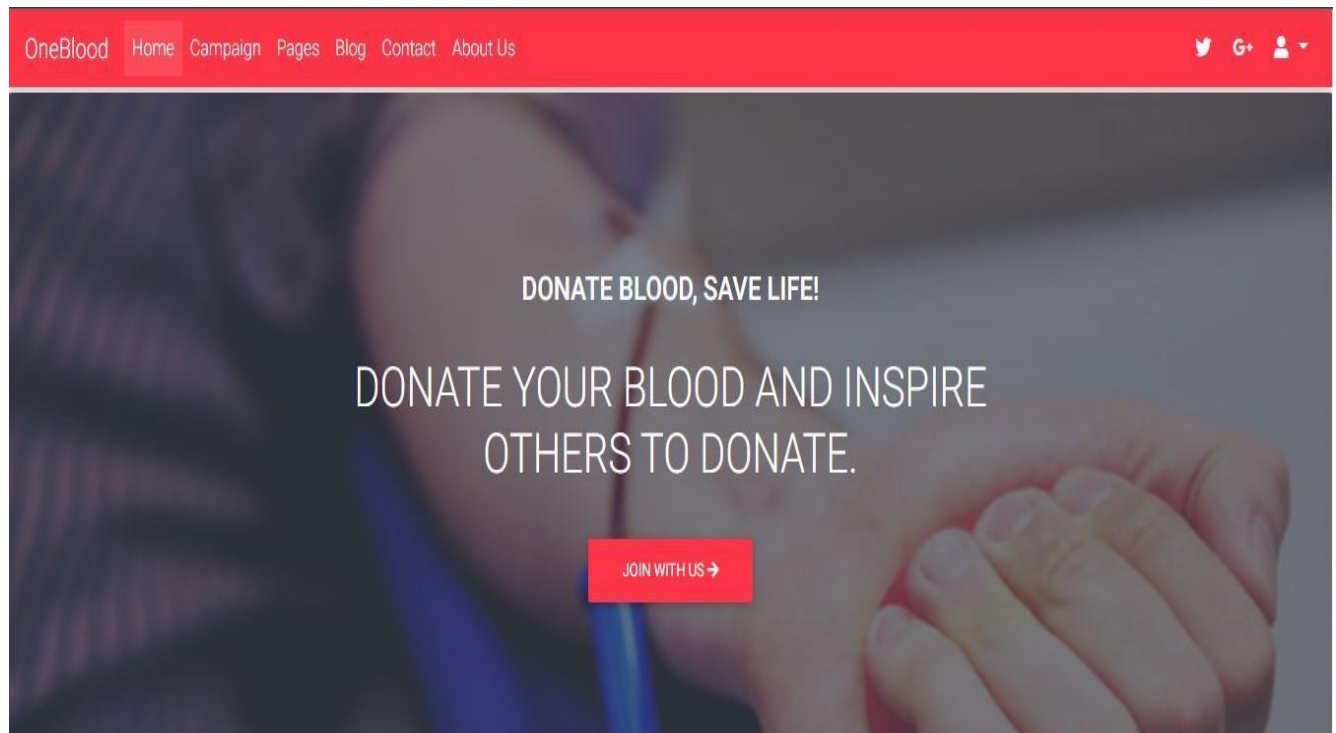 OneBlood Home Campaign Pages Blog Contact About Us G+
DONATE BLOOD, SAVE LIFE!
DONATE YOUR BLOOD AND INSPIRE
OTHERS TO DONATE.
JOIN WITH US →